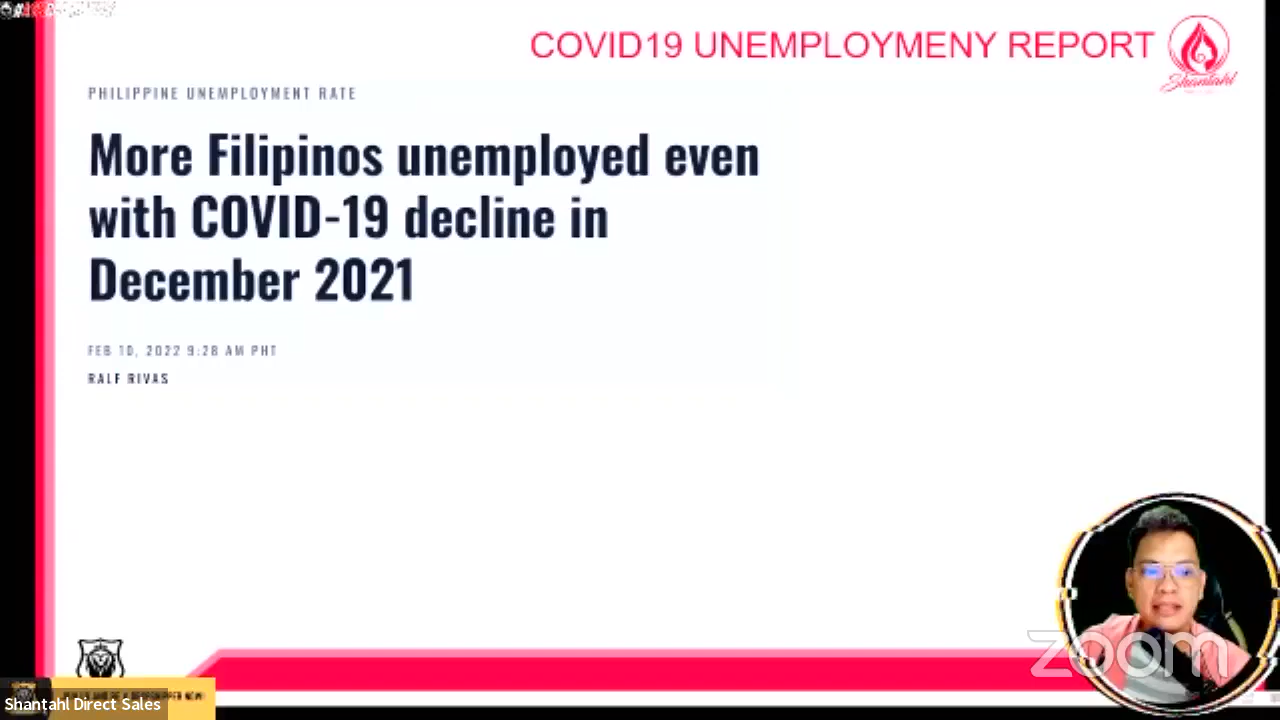 COVID19 UNEMPLOYMENY REPORT
Shantahl
PHILIPPINE UNEMPLOYMENT RATE
More Filipinos unemployed even
with COVID-19 decline in
December 2021
FEB 10, 2022 9:28 AM PHT
RALF RIVAS
zoom
Shantahl Direct Sales